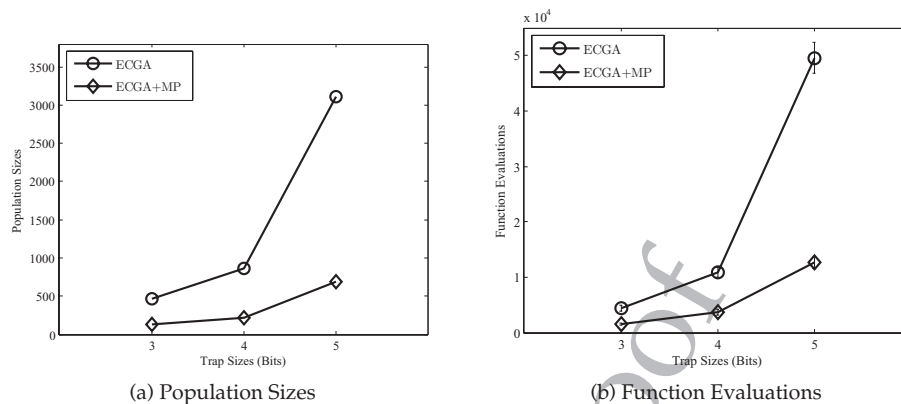 ECGA
ECGA+MP
3500
3000
2500
2000
1500
1000
500
0
3
4
5
Population Sizes
Trap Sizes (Bits)
(a) Population Sizes
x 10⁴
ECGA
ECGA+MP
5
4
3
2
1
0
3
4
5
Function Evaluations
Trap Sizes (Bits)
(b) Function Evaluations
oof